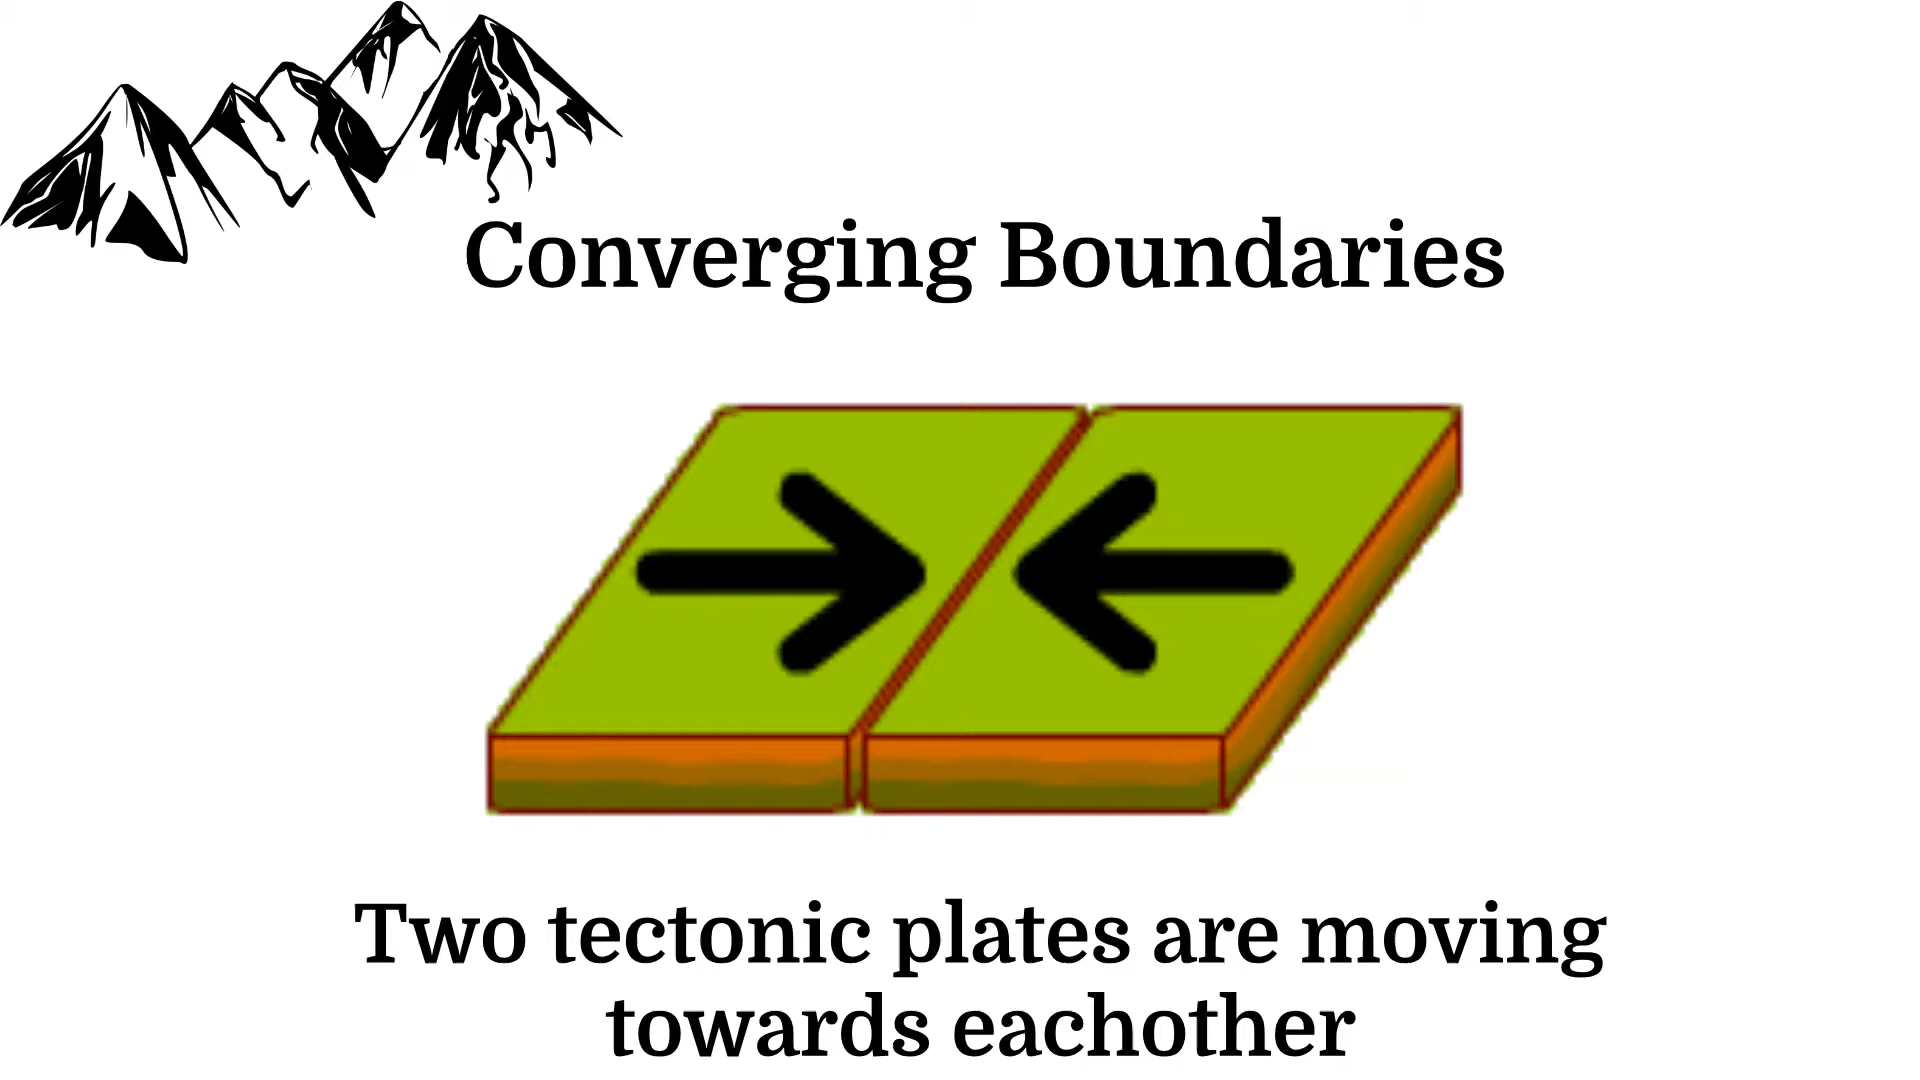 Converging Boundaries
Two tectonic plates are moving
towards eachother